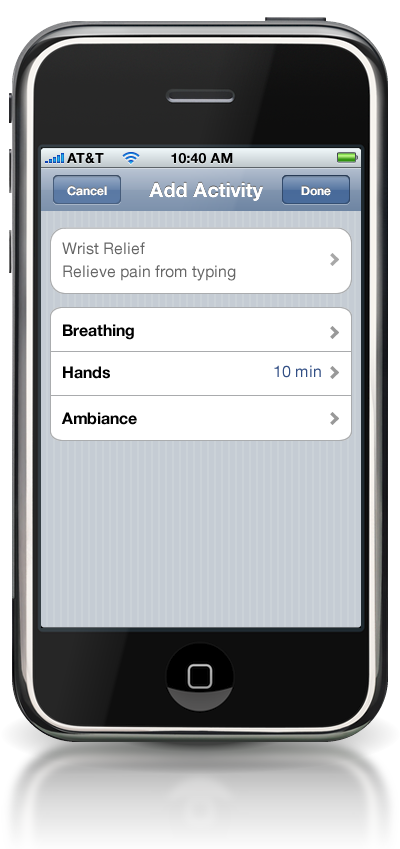 AT&T 10:40 AM
Cancel Add Activity Done
Wrist Relief
Relieve pain from typing
Breathing
Hands 10 min
Ambiance